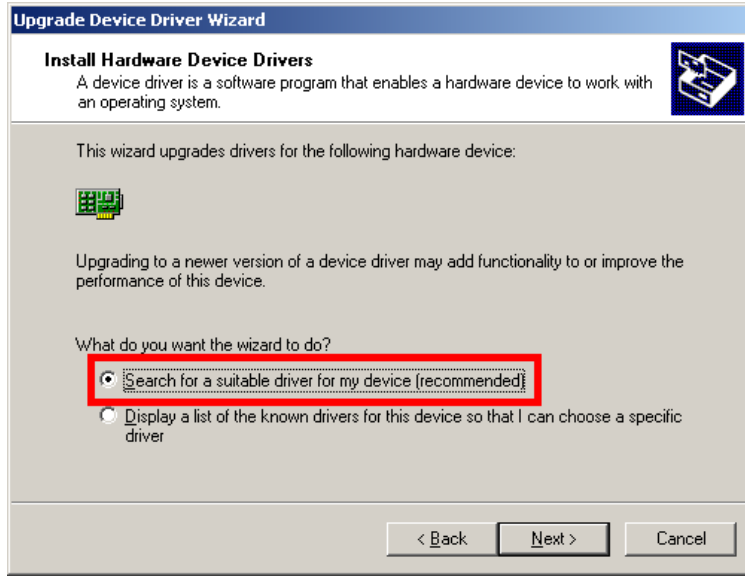 Upgrade Device Driver Wizard
Install Hardware Device Drivers
A device driver is a software program that enables a hardware device to work with
an operating system.
This wizard upgrades drivers for the following hardware device:
Upgrading to a newer version of a device driver may add functionality to or improve the
performance of this device.
What do you want the wizard to do?
Search for a suitable driver for my device (recommended)
Display a list of the known drivers for this device so that I can choose a specific
driver
< Back Next > Cancel